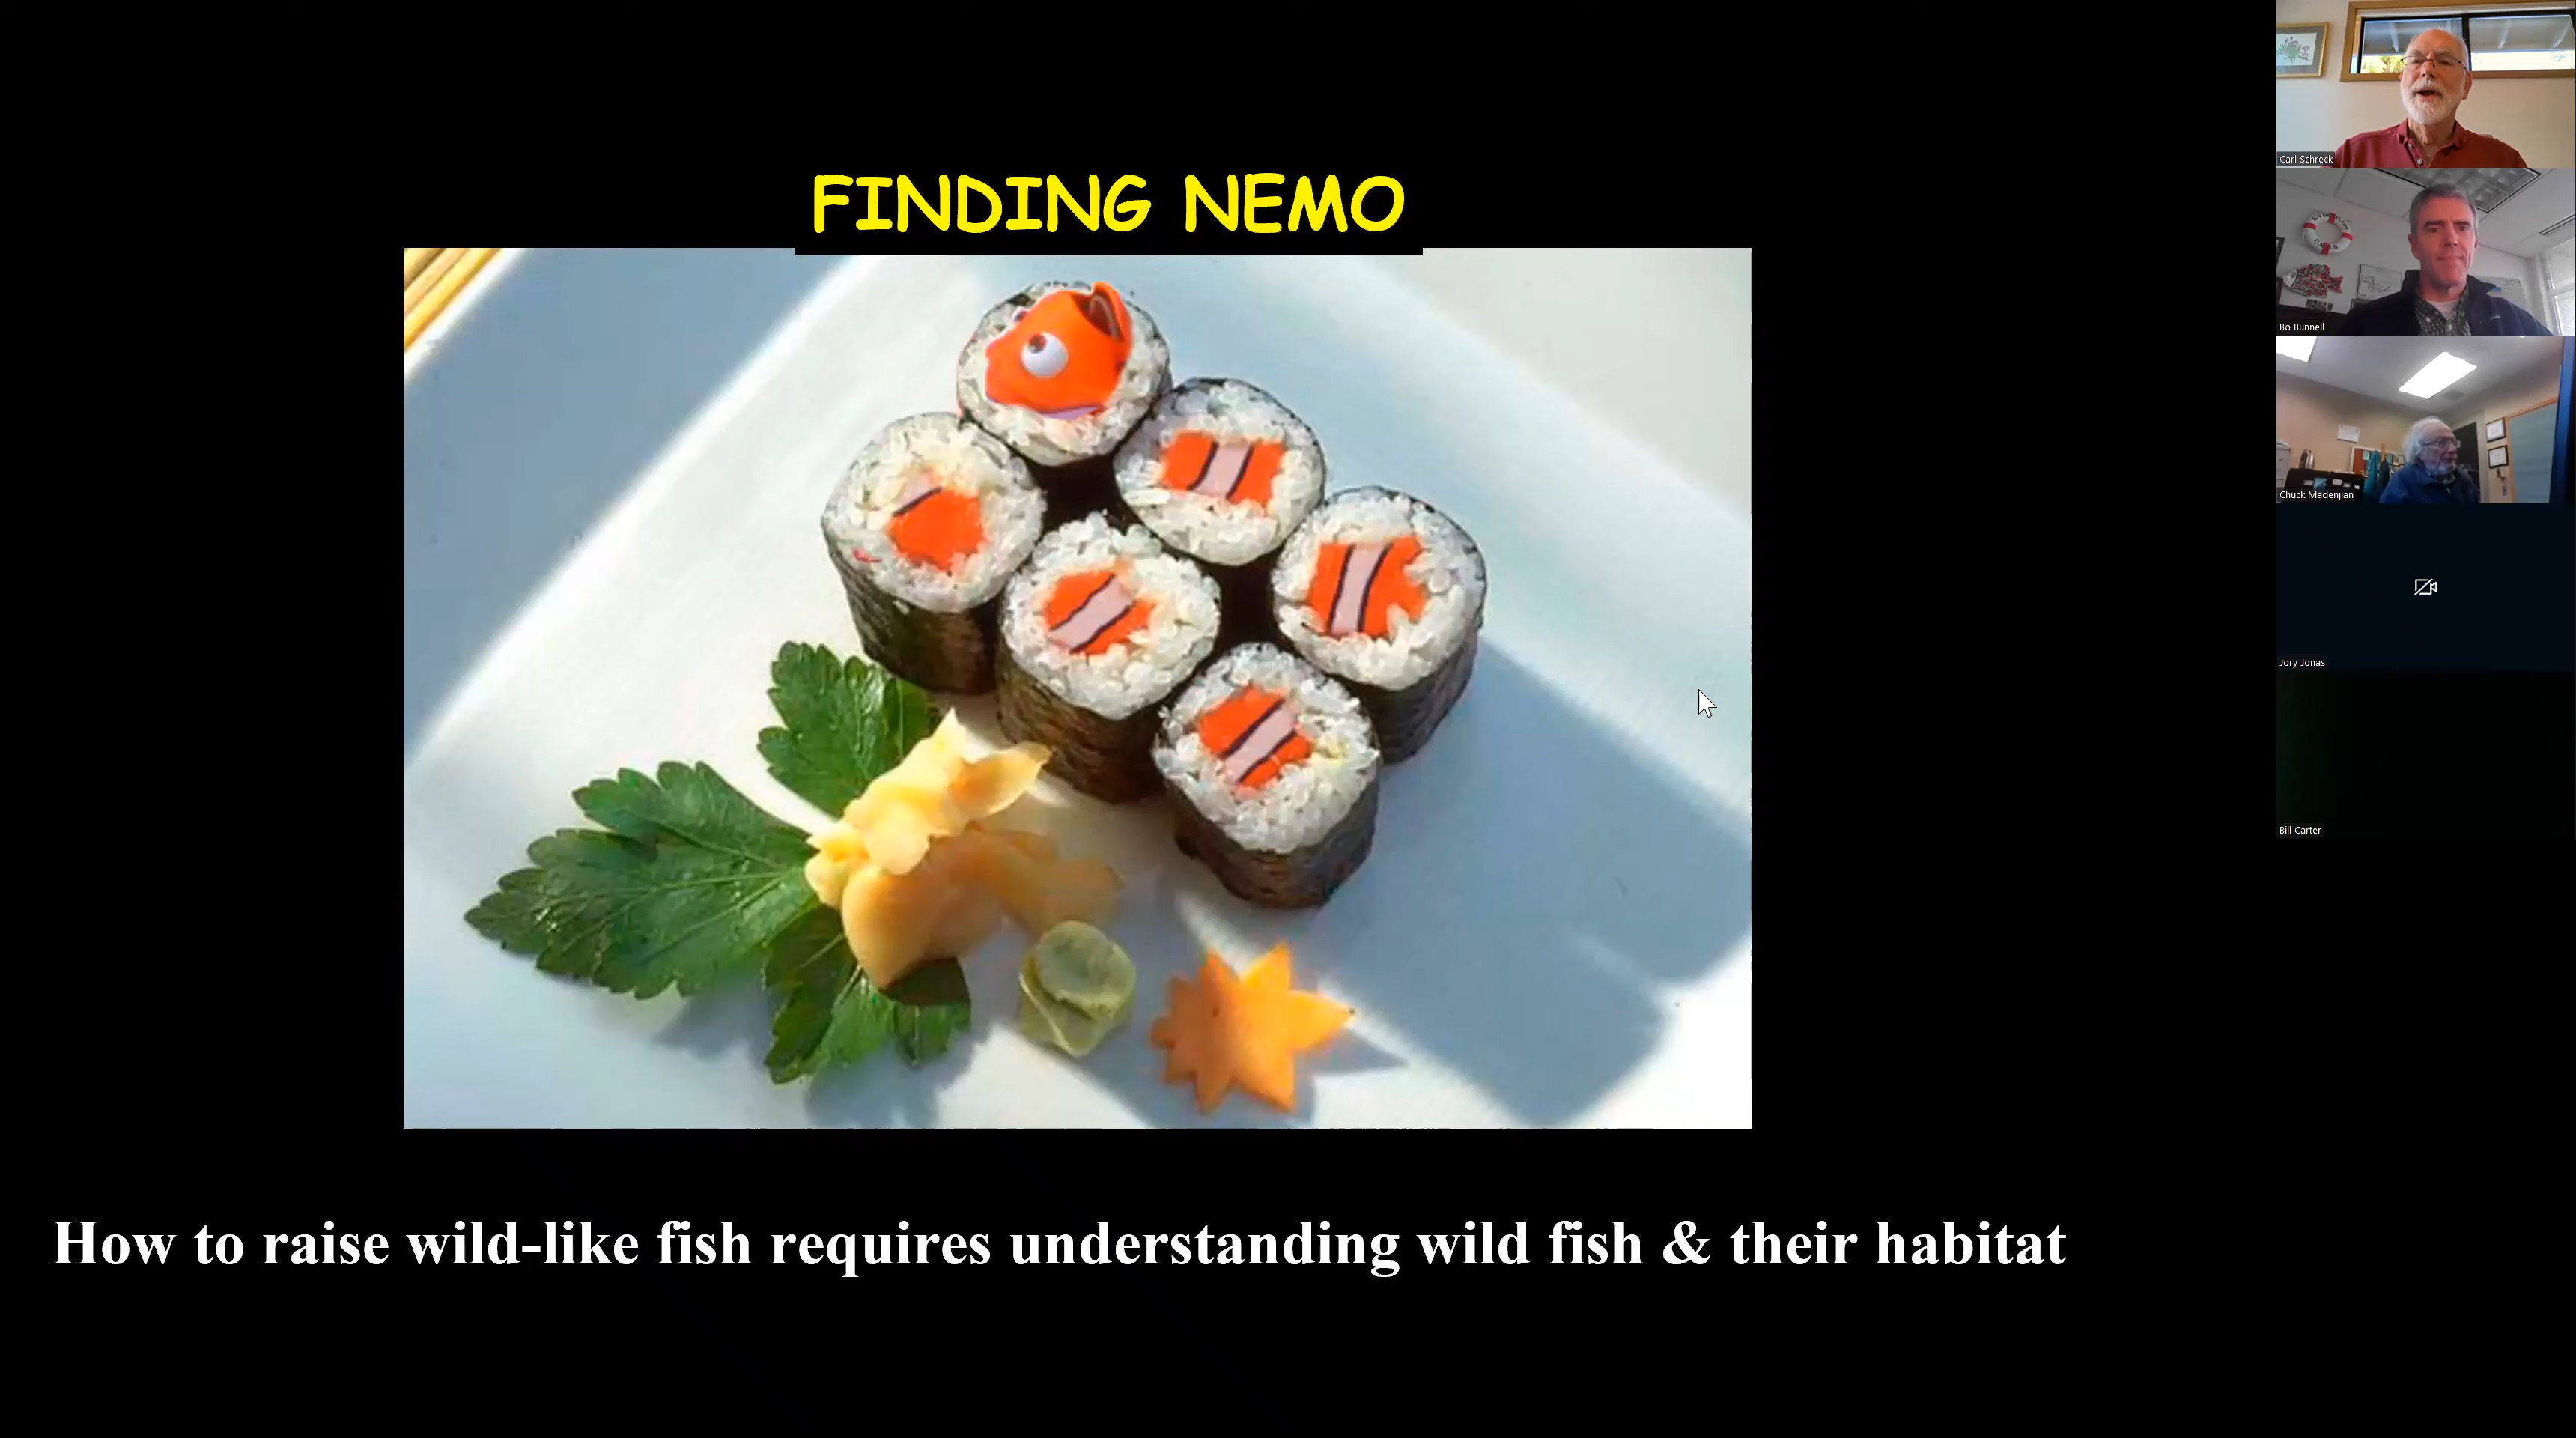 FINDING NEMO
How to raise wild-like fish requires understanding wild fish & their habitat
Carl Schreck
Bo Bunnell
Chuck Madenjian
Jory Jonas
Bill Carter